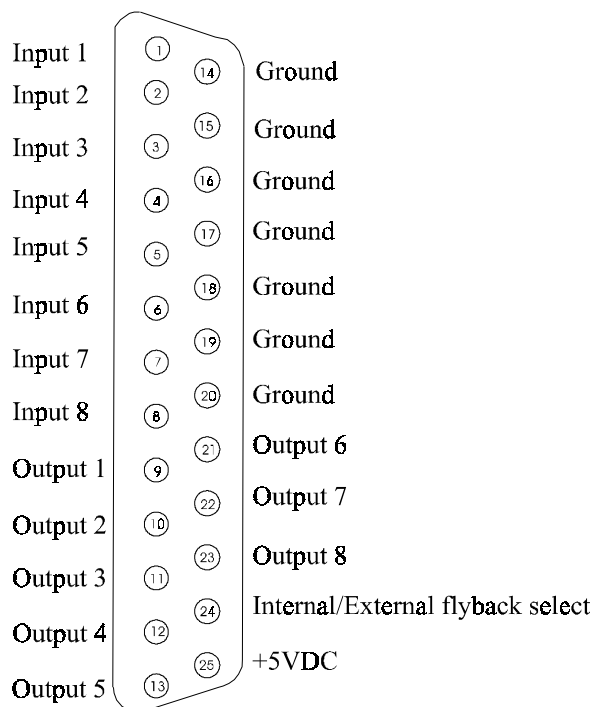 Input 1
1
14
Ground
Input 2
2
15
Ground
Input 3
3
16
Ground
Input 4
4
17
Ground
Input 5
5
18
Ground
Input 6
6
19
Ground
Input 7
7
20
Ground
Input 8
8
21
Output 6
Output 1
9
22
Output 7
Output 2
10
23
Output 8
Output 3
11
24
Internal/External flyback select
Output 4
12
25
+5VDC
Output 5
13